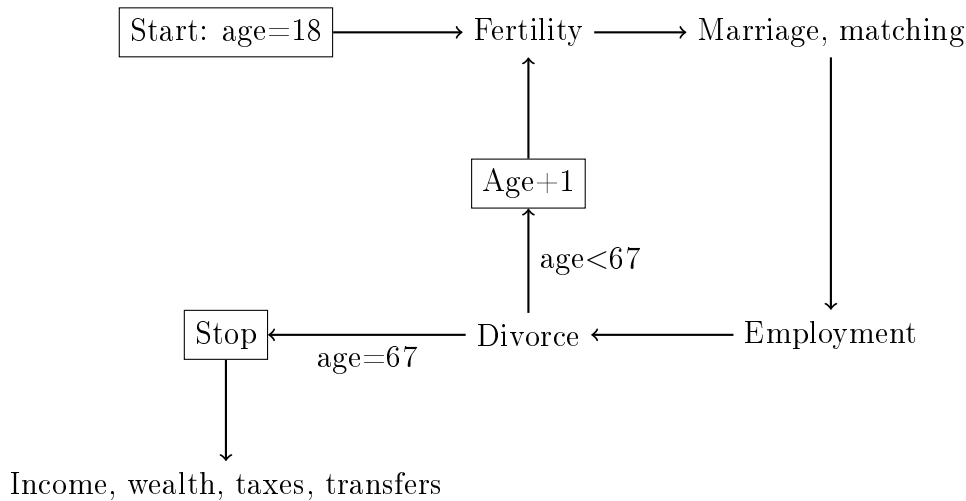 Start: age=18
Fertility
Marriage, matching
Age+1
age<67
Stop
age=67
Divorce
Employment
Income, wealth, taxes, transfers